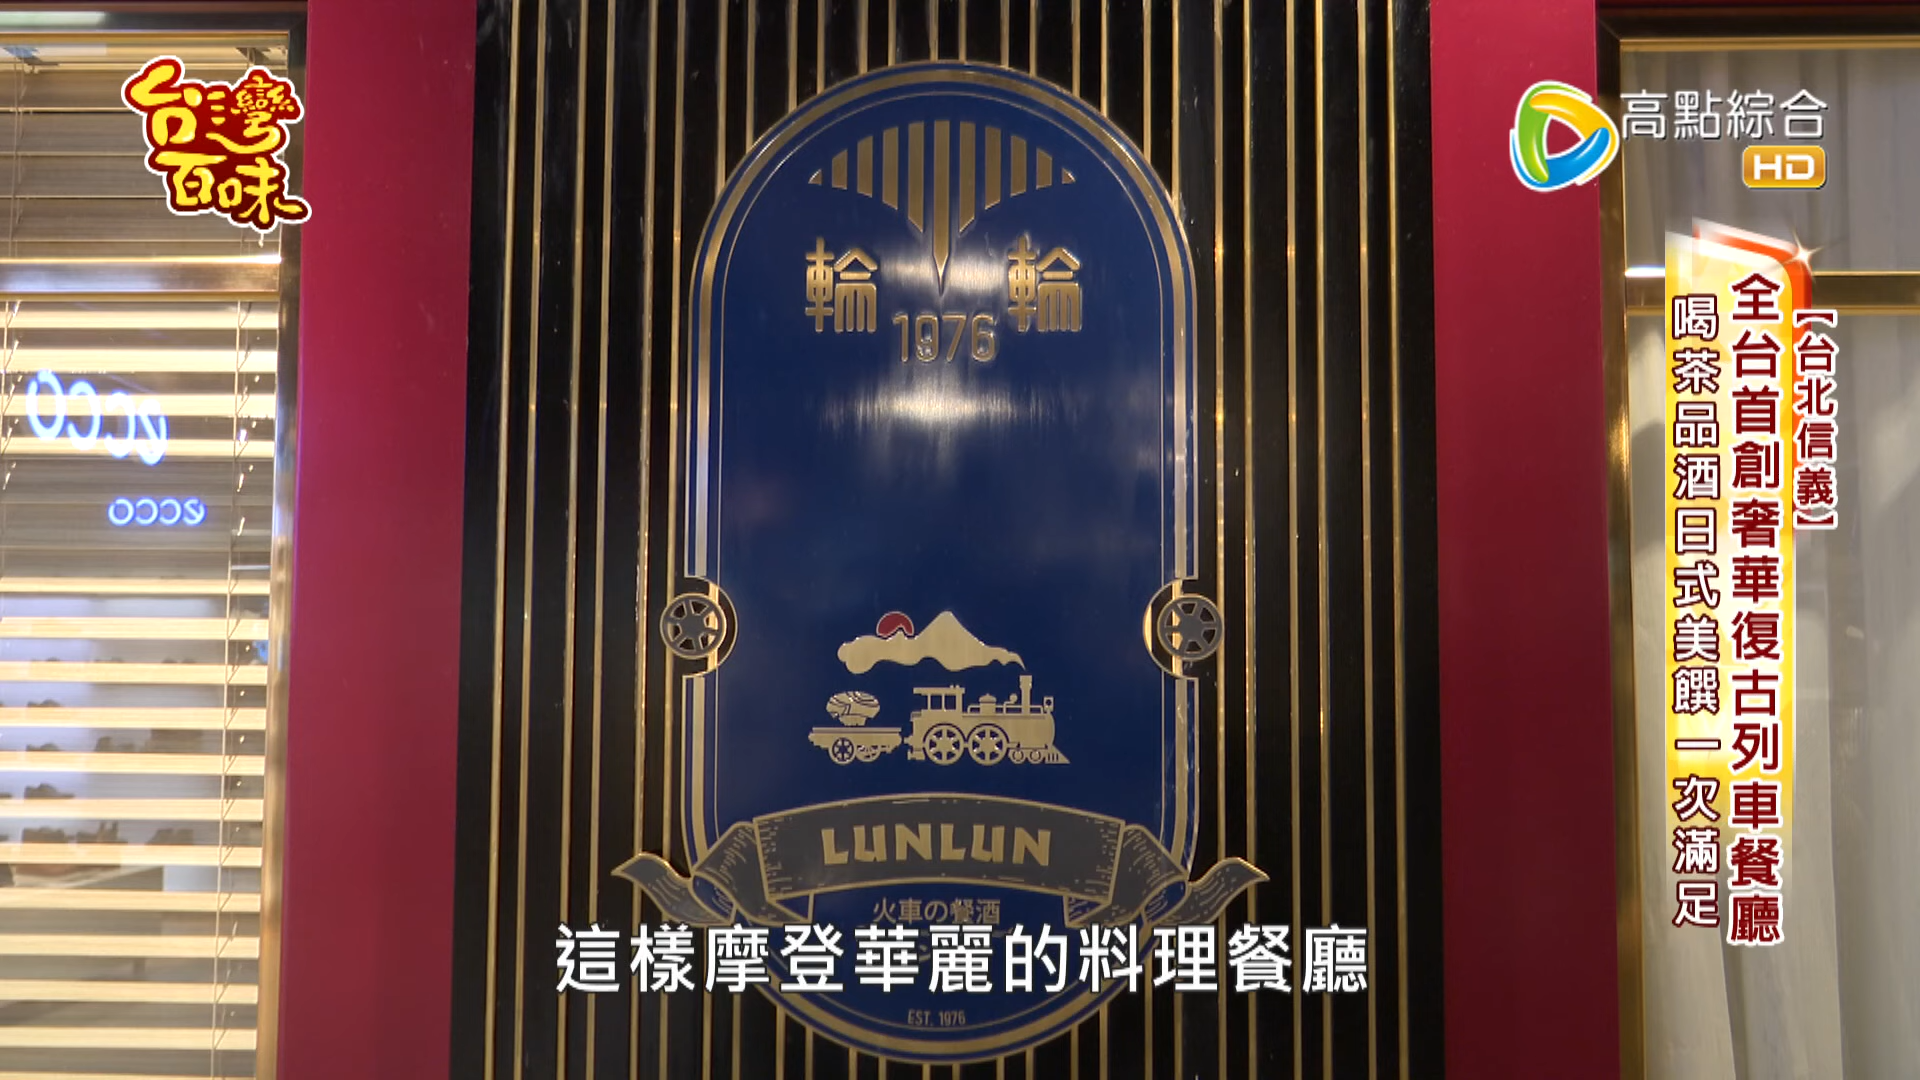 台灣百味
高點綜合
HD
【台北信義】
全台首創奢華復古列車餐廳
喝茶品酒日式美饌一次滿足
輪 輪
1976
ecco
ecco
LUNLUN
火車の餐酒
這樣摩登華麗的料理餐廳
EST. 1976